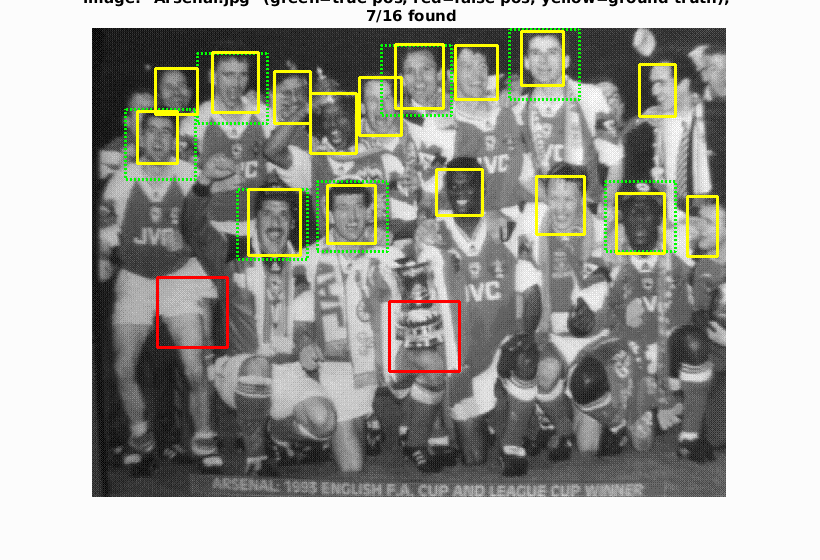 Image: "Arsenal.jpg" (green=true pos, red=false pos, yellow=ground truth),
7/16 found
JVC
JVC
JVC
JVC
ARSENAL: 1993 ENGLISH F.A. CUP AND LEAGUE CUP WINNER